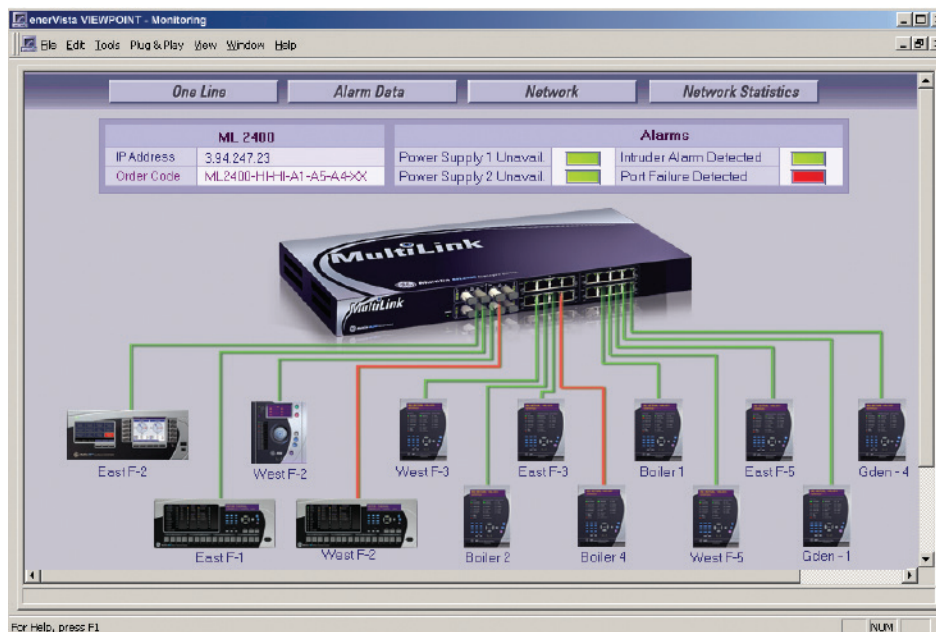 enerVista VIEWPOINT - Monitoring
File Edit Tools Plug & Play View Window Help
One Line Alarm Data Network Network Statistics
ML 2400 Alarms
IP Address 3.94.247.23 Power Supply 1 Unavail. Intruder Alarm Detected
Order Code ML2400-HI-HI-A1-A5-A4-XX Power Supply 2 Unavail. Port Failure Detected
MultiLink
MultiLink
East F-2 West F-2 West F-3 East F-3 Boiler 1 East F-5 Gden - 4
East F-1 West F-2 Boiler 2 Boiler 4 West F-5 Gden - 1
For Help, press F1 NUM